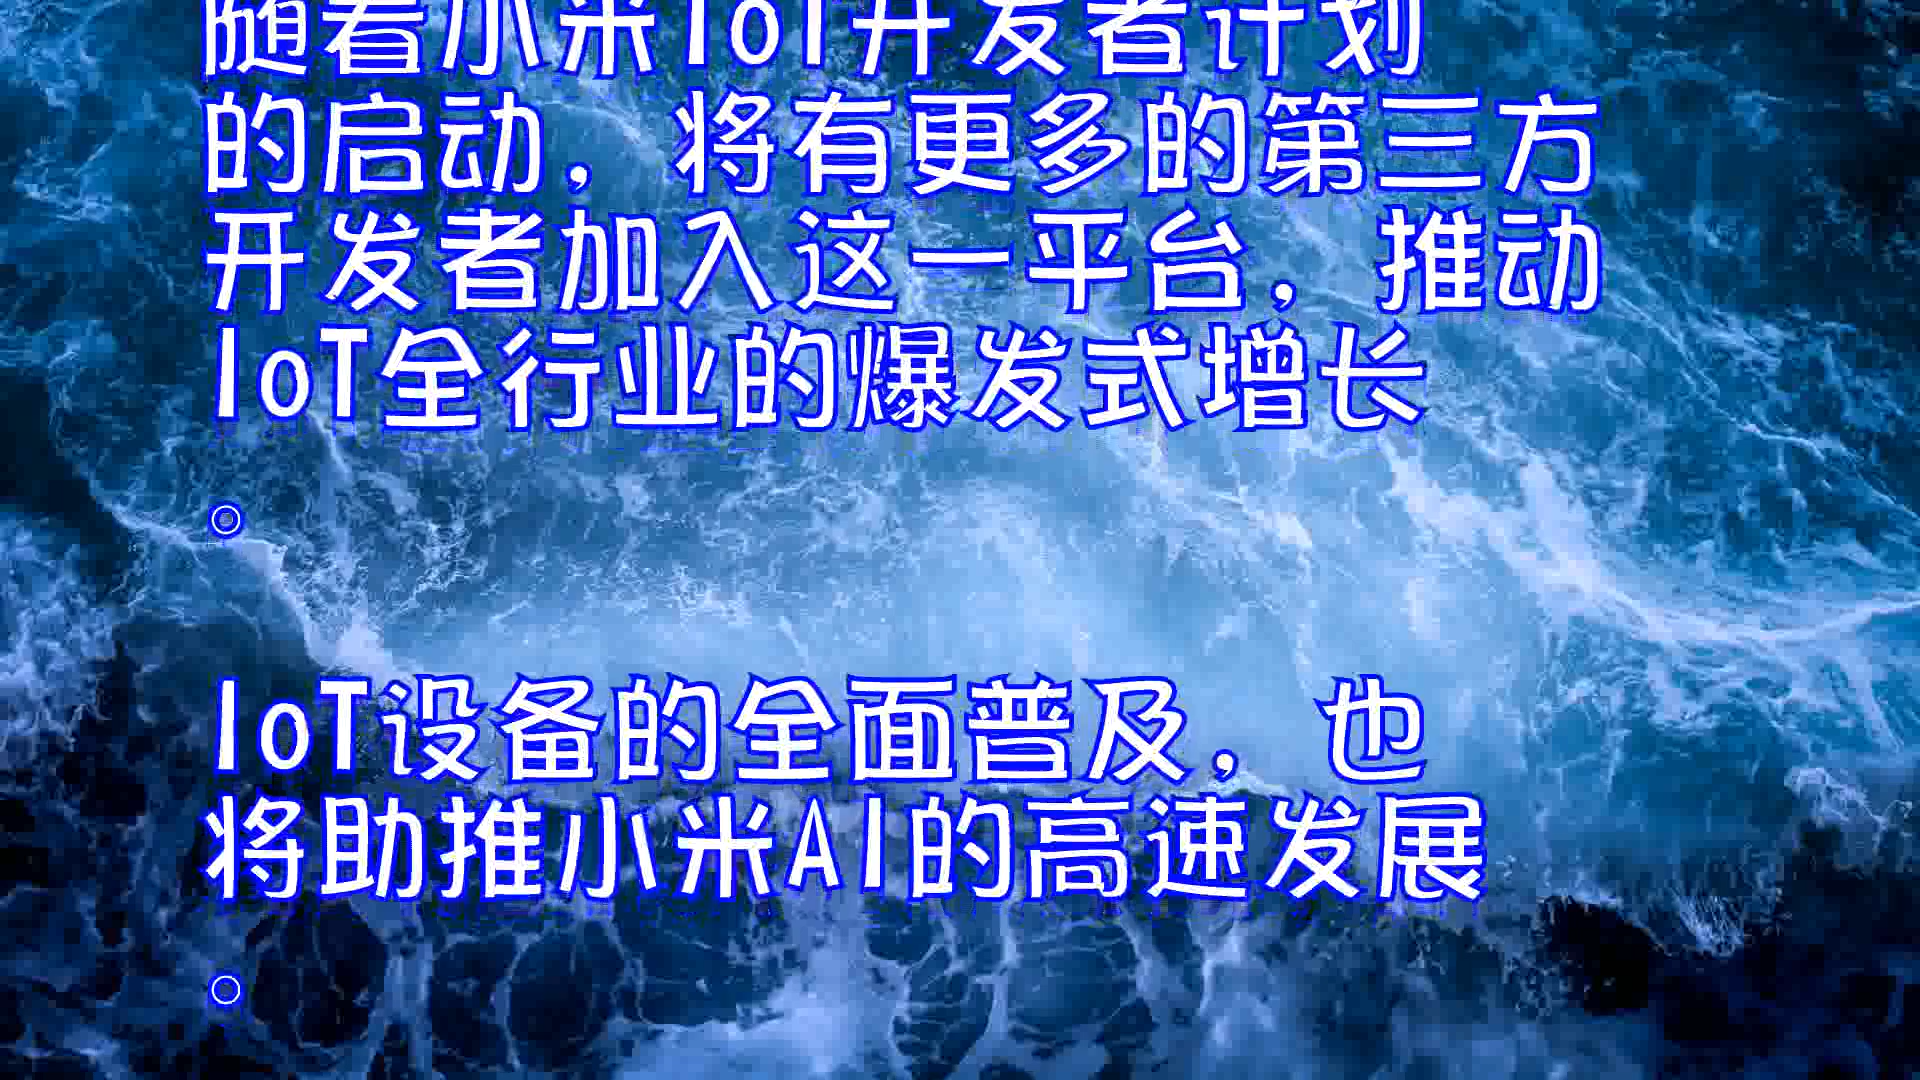 随着小米IoT开发者计划
的启动，将有更多的第三方
开发者加入这一平台，推动
IoT全行业的爆发式增长
。
IoT设备的全面普及，也
将助推小米AI的高速发展
。